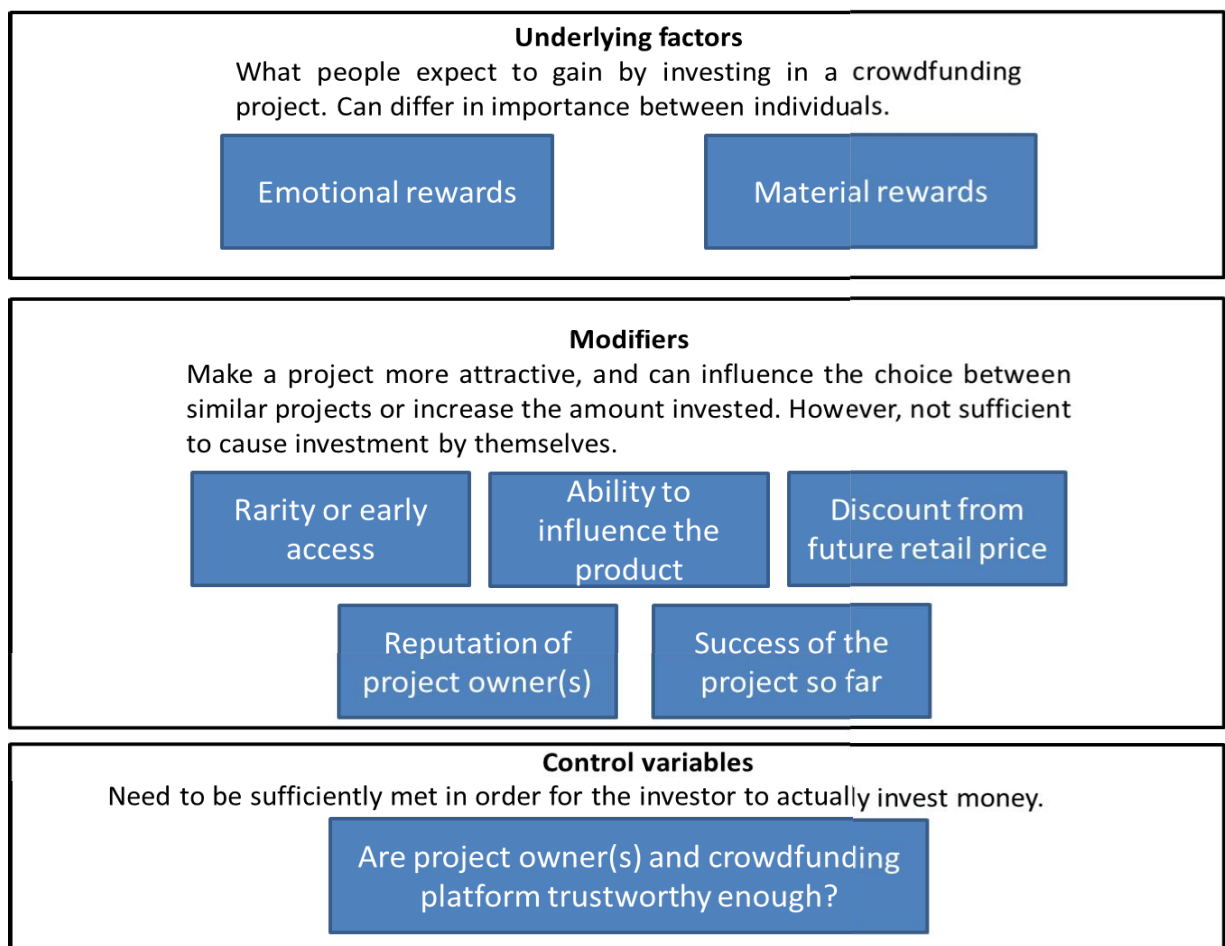 Underlying factors
What people expect to gain by investing in a crowdfunding
project. Can differ in importance between individuals.
Emotional rewards
Material rewards
Modifiers
Make a project more attractive, and can influence the choice between
similar projects or increase the amount invested. However, not sufficient
to cause investment by themselves.
Rarity or early
access
Ability to
influence the
product
Discount from
future retail price
Reputation of
project owner(s)
Success of the
project so far
Control variables
Need to be sufficiently met in order for the investor to actually invest money.
Are project owner(s) and crowdfunding
platform trustworthy enough?